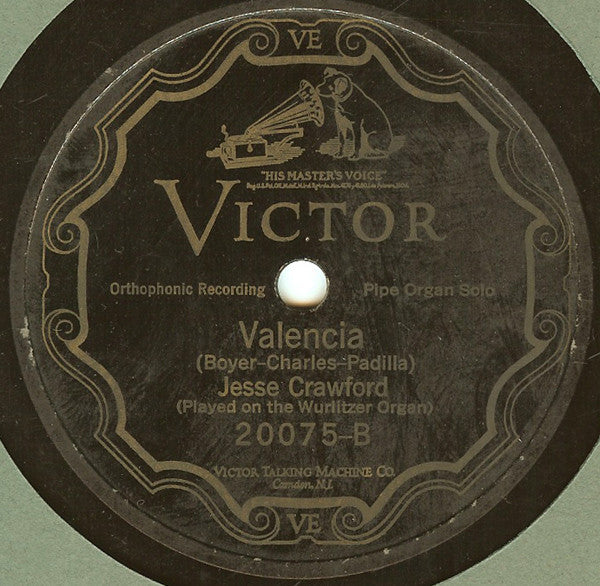 VE
"HIS MASTER'S VOICE"
VICTOR
Orthophonic Recording Pipe Organ Solo
Valencia
(Boyer-Charles-Padilla)
Jesse Crawford
(Played on the Wurlitzer Organ)
20075-B
VICTOR TALKING MACHINE CO.
Camden, N.J.
VE